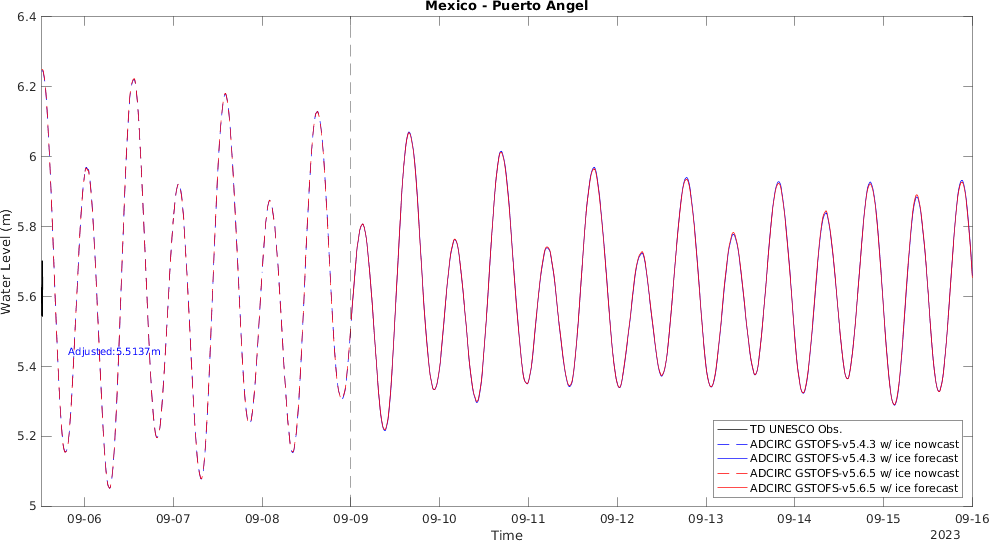 Mexico - Puerto Angel
6.4
6.2
6
5.8
5.6
5.4
5.2
5
Water Level (m)
Adjusted:5.5137m
TD UNESCO Obs.
ADCIRC GSTOFS-v5.4.3 w/ ice nowcast
ADCIRC GSTOFS-v5.4.3 w/ ice forecast
ADCIRC GSTOFS-v5.6.5 w/ ice nowcast
ADCIRC GSTOFS-v5.6.5 w/ ice forecast
09-06 09-07 09-08 09-09 09-10 09-11 09-12 09-13 09-14 09-15 09-16
Time
2023